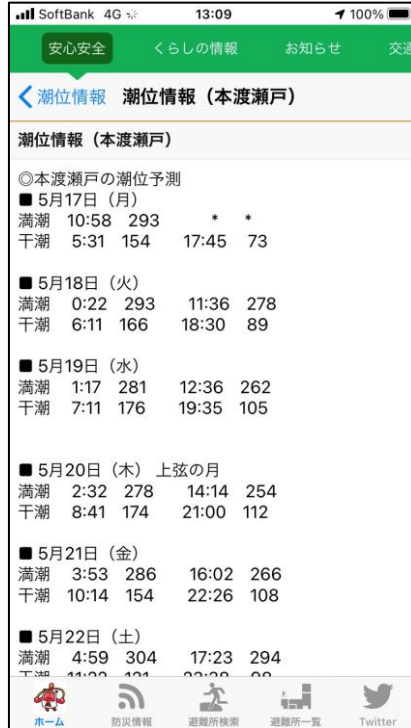 SoftBank 4G 13:09 100%
安心安全 くらしの情報 お知らせ 交通
潮位情報 潮位情報（本渡瀬戸）
潮位情報（本渡瀬戸）
◎本渡瀬戸の潮位予測
■ 5月17日（月）
満潮 10:58 293 * *
干潮 5:31 154 17:45 73
■ 5月18日（火）
満潮 0:22 293 11:36 278
干潮 6:11 166 18:30 89
■ 5月19日（水）
満潮 1:17 281 12:36 262
干潮 7:11 176 19:35 105
■ 5月20日（木） 上弦の月
満潮 2:32 278 14:14 254
干潮 8:41 174 21:00 112
■ 5月21日（金）
満潮 3:53 286 16:02 266
干潮 10:14 154 22:26 108
■ 5月22日（土）
満潮 4:59 304 17:23 294
ホーム 防災情報 避難所検索 避難所一覧 Twitter